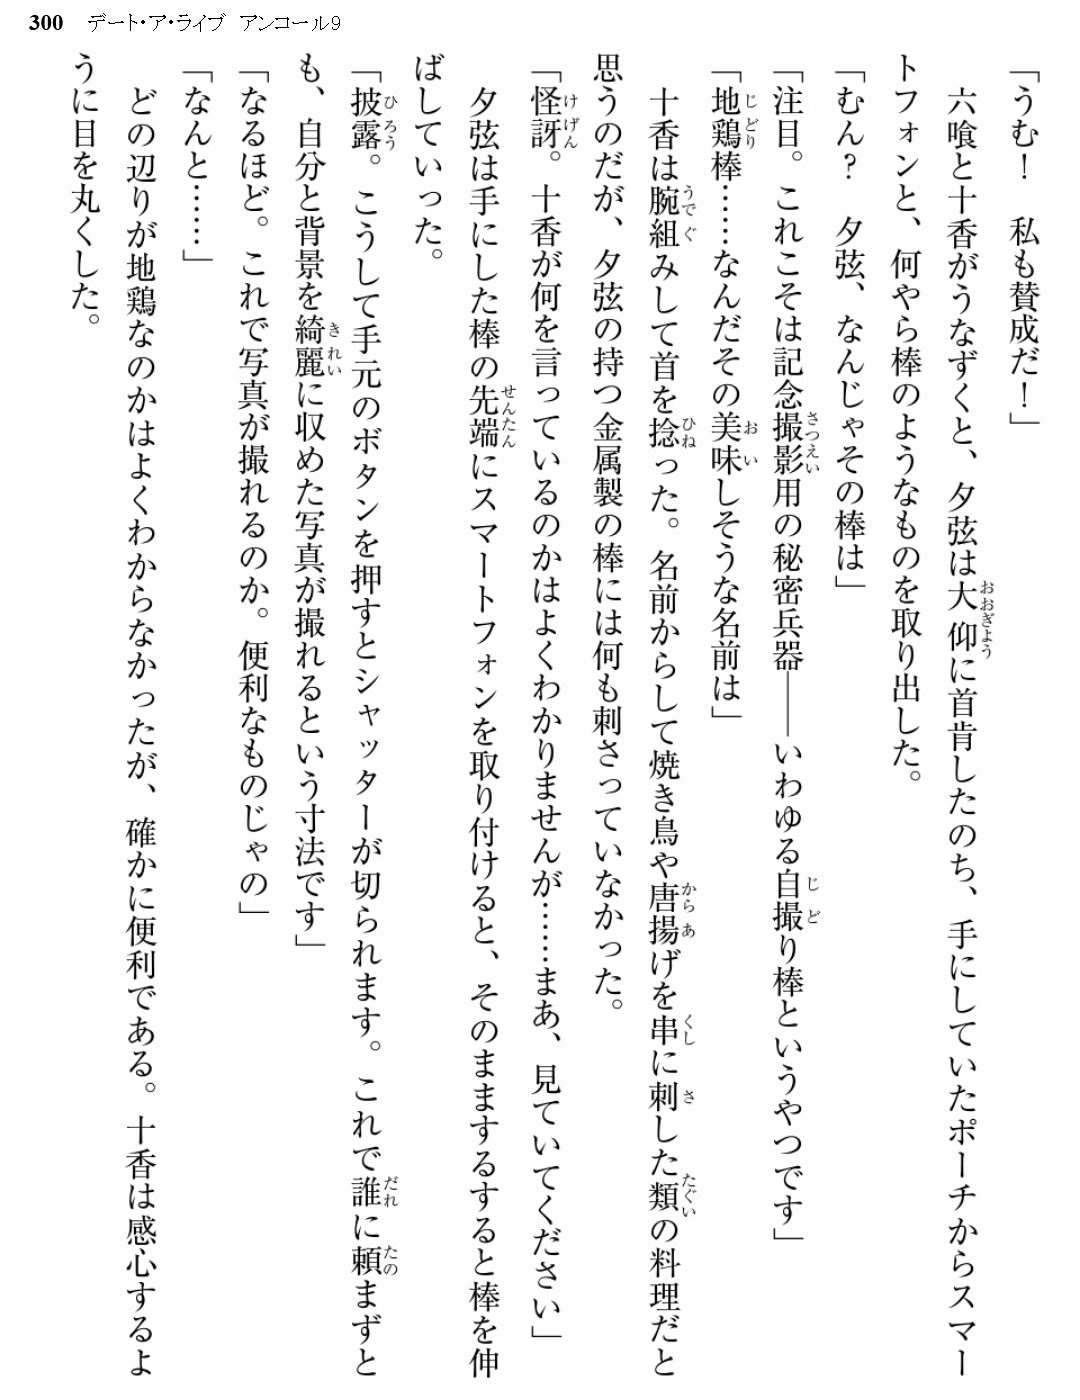 300 デート・ア・ライブ アンコール9
「うむ！　私も賛成だ！」
　六喰と十香がうなずくと、夕弦は大仰に首肯したのち、手にしていたポーチからスマー
トフォンと、何やら棒のようなものを取り出した。
「むん？　夕弦、なんじゃその棒は」
「注目。これこそは記念撮影用の秘密兵器――いわゆる自撮り棒というやつです」
「地鶏棒……なんだその美味しそうな名前は」
　十香は腕組みして首を捻った。名前からして焼き鳥や唐揚げを串に刺した類の料理だと
思うのだが、夕弦の持つ金属製の棒には何も刺さっていなかった。
「怪訝。十香が何を言っているのかはよくわかりませんが……まあ、見ていてください」
　夕弦は手にした棒の先端にスマートフォンを取り付けると、そのままするすると棒を伸
ばしていった。
「披露。こうして手元のボタンを押すとシャッターが切られます。これで誰に頼まずと
も、自分と背景を綺麗に収めた写真が撮れるという寸法です」
「なるほど。これで写真が撮れるのか。便利なものじゃの」
「なんと……」
　どの辺りが地鶏なのかはよくわからなかったが、確かに便利である。十香は感心するよ
うに目を丸くした。